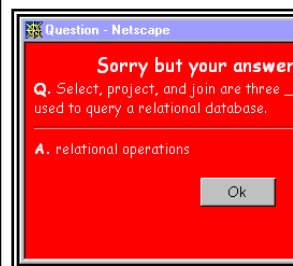 Question - Netscape
Sorry but your answer
Q. Select, project, and join are three _
used to query a relational database.
A. relational operations
Ok